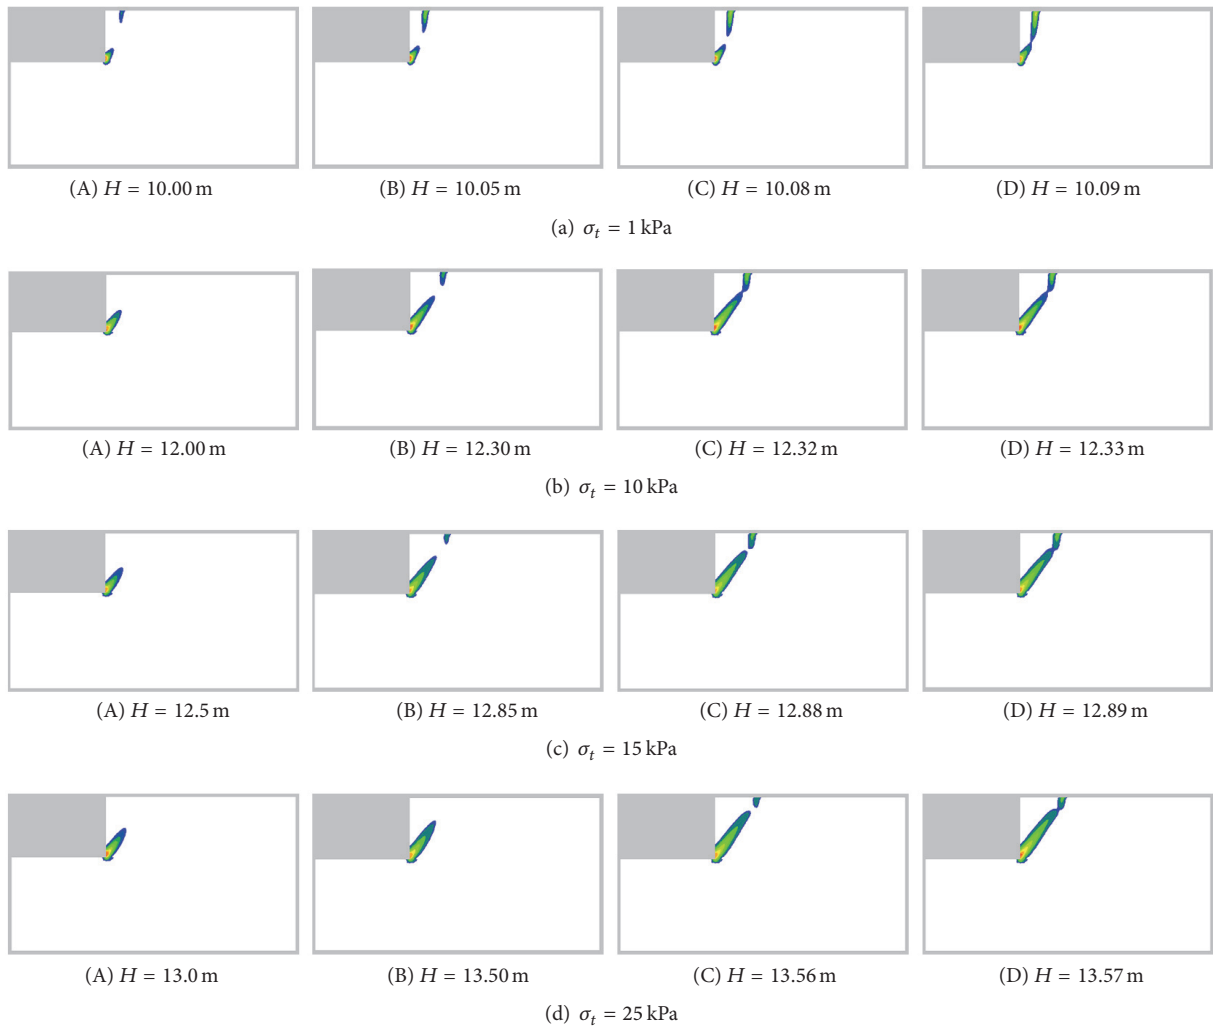 (A) H = 10.00 m (B) H = 10.05 m (C) H = 10.08 m (D) H = 10.09 m
(a) σt = 1 kPa
(A) H = 12.00 m (B) H = 12.30 m (C) H = 12.32 m (D) H = 12.33 m
(b) σt = 10 kPa
(A) H = 12.5 m (B) H = 12.85 m (C) H = 12.88 m (D) H = 12.89 m
(c) σt = 15 kPa
(A) H = 13.0 m (B) H = 13.50 m (C) H = 13.56 m (D) H = 13.57 m
(d) σt = 25 kPa